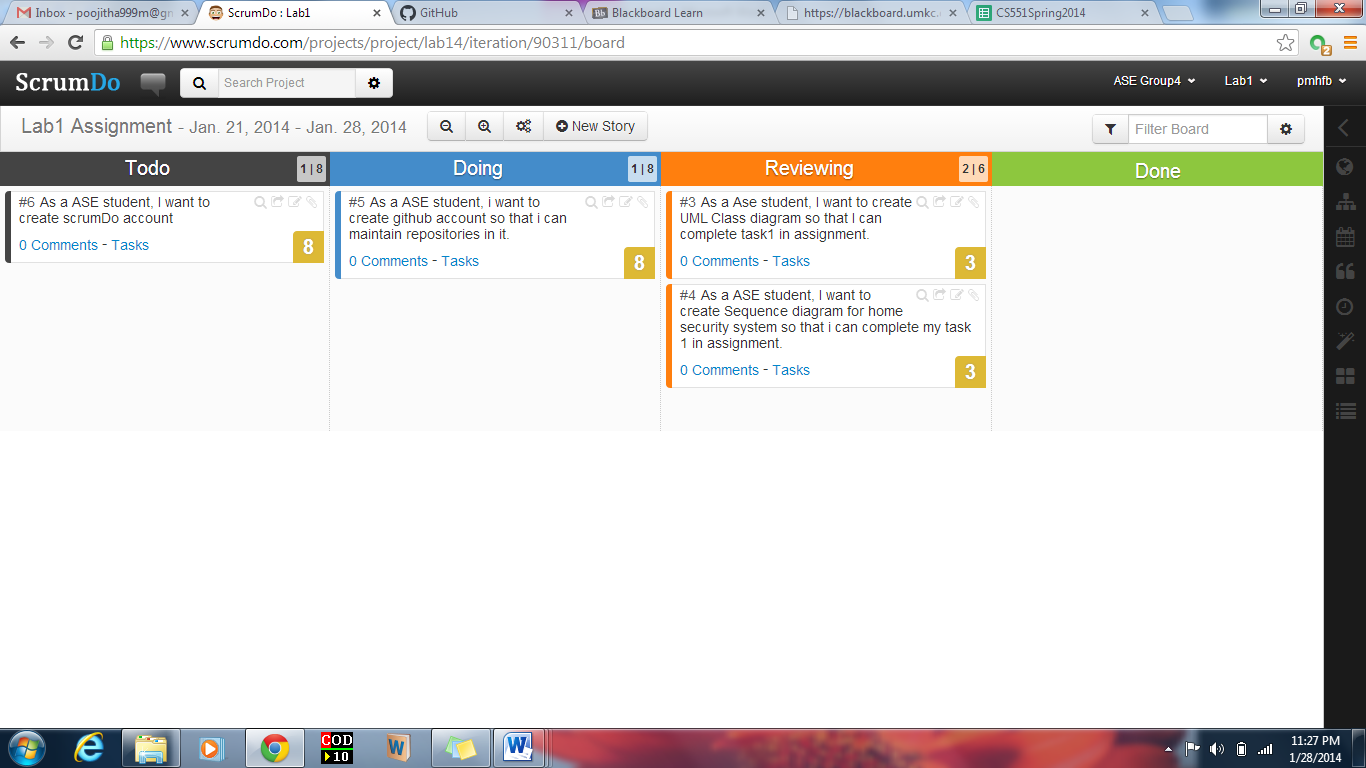 Inbox - poojitha999m@gm
ScrumDo : Lab1
GitHub
Blackboard Learn
https://blackboard.umkc.
CS551Spring2014
https://www.scrumdo.com/projects/project/lab14/iteration/90311/board
2
ScrumDo
Search Project
ASE Group4
Lab1
pmhfb
Lab1 Assignment - Jan. 21, 2014 - Jan. 28, 2014
New Story
Filter Board
Todo
1 | 8
Doing
1 | 8
Reviewing
2 | 6
Done
#6 As a ASE student, I want to
create scrumDo account
0 Comments - Tasks
8
#5 As a ASE student, i want to
create github account so that i can
maintain repositories in it.
0 Comments - Tasks
8
#3 As a Ase student, I want to create
UML Class diagram so that I can
complete task1 in assignment.
0 Comments - Tasks
3
#4 As a ASE student, I want to
create Sequence diagram for home
security system so that i can complete my task
1 in assignment.
0 Comments - Tasks
3
COD
10
11:27 PM
1/28/2014